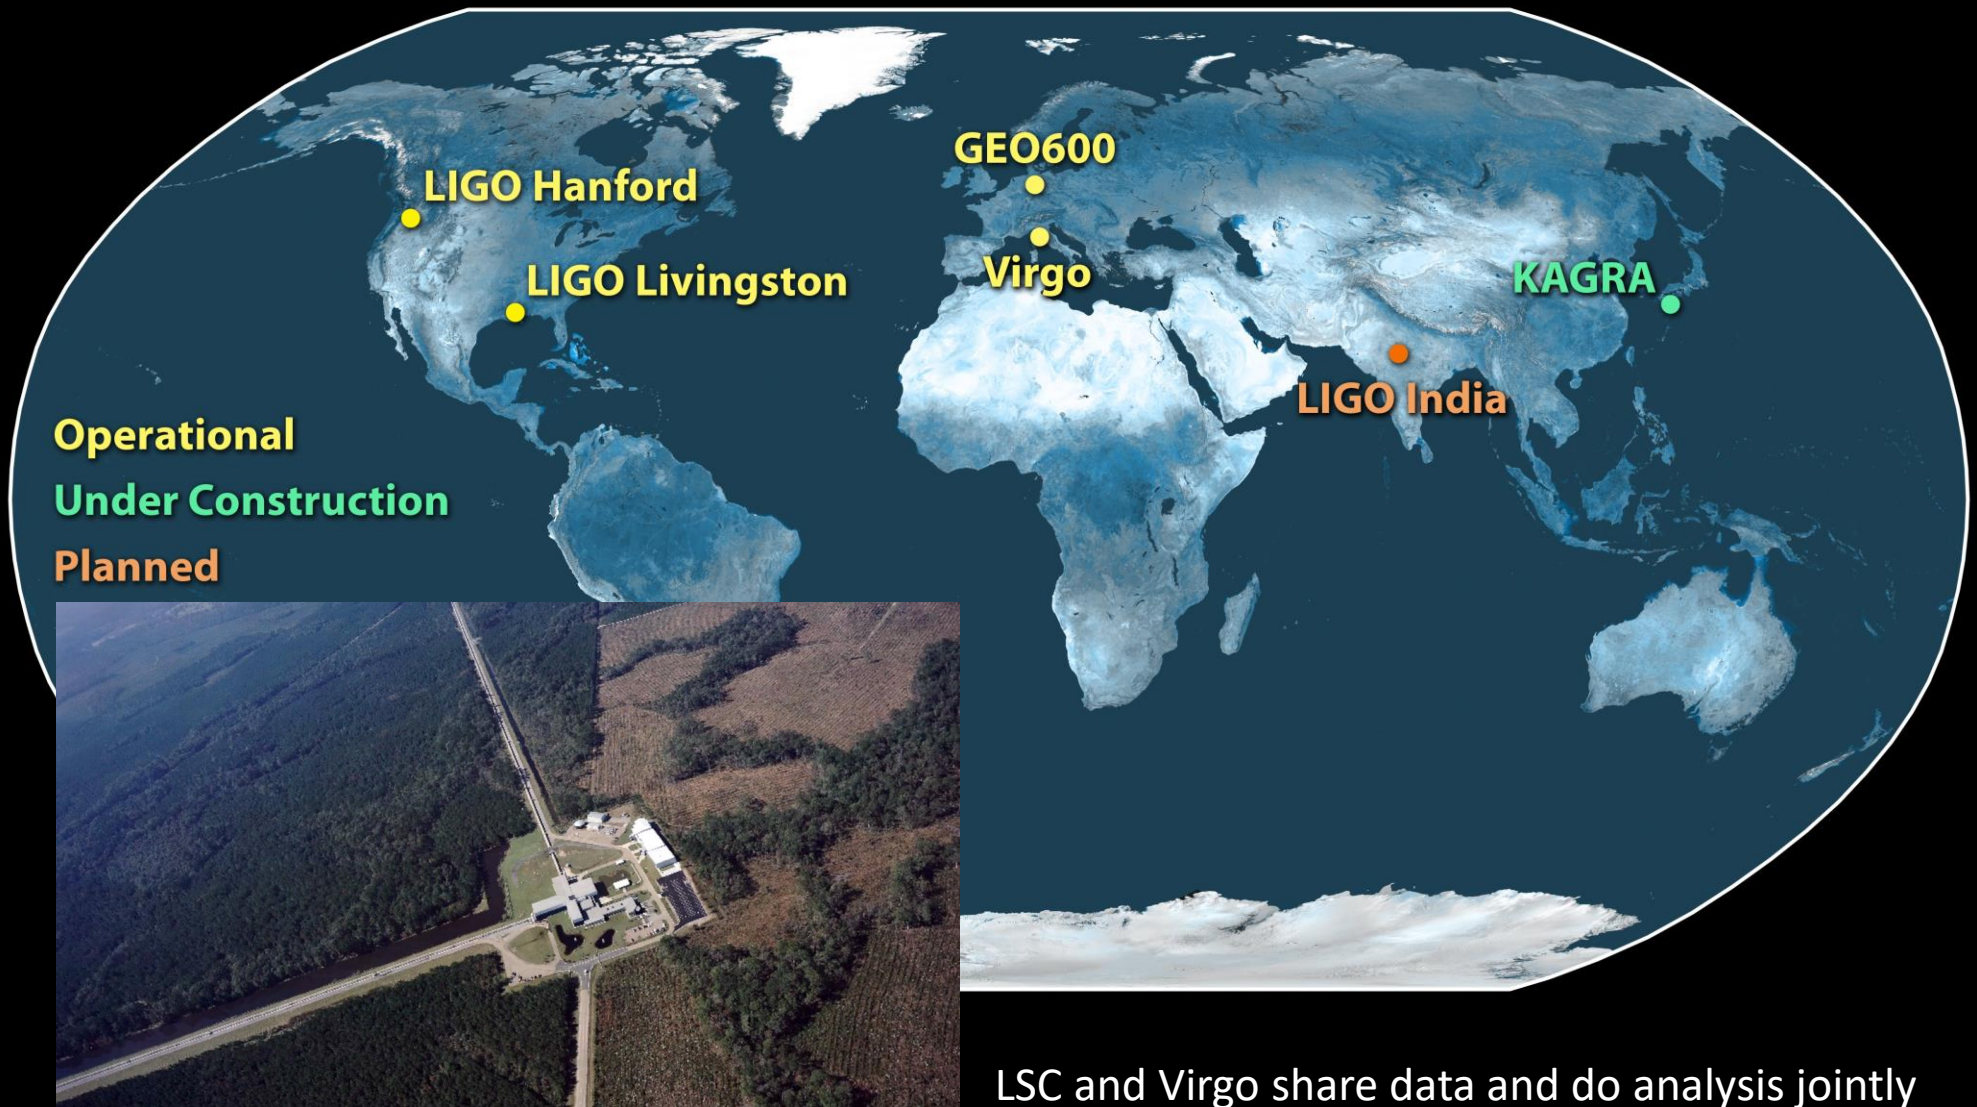 GEO600
LIGO Hanford
LIGO Livingston
Virgo
KAGRA
LIGO India
Operational
Under Construction
Planned
LSC and Virgo share data and do analysis jointly